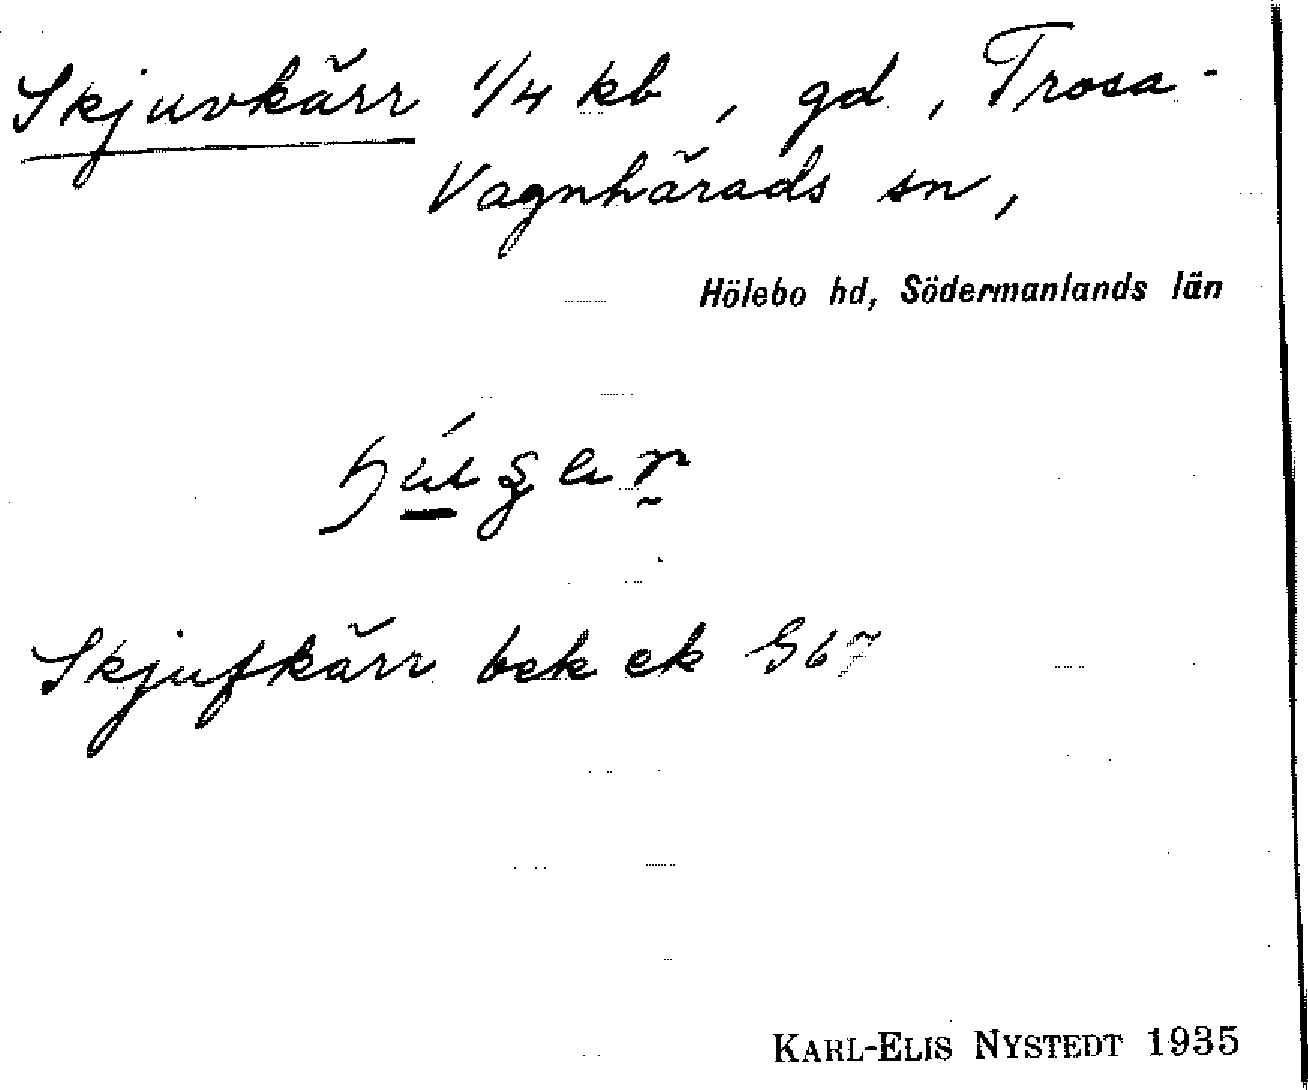 Skjuvkärr 1/4 kb, gd, Trosa-
Vagnhärads sn,
Hölebo hd, Södermanlands län
Skjufkärr bek ek G67
KARL-ELIS NYSTEDT 1935